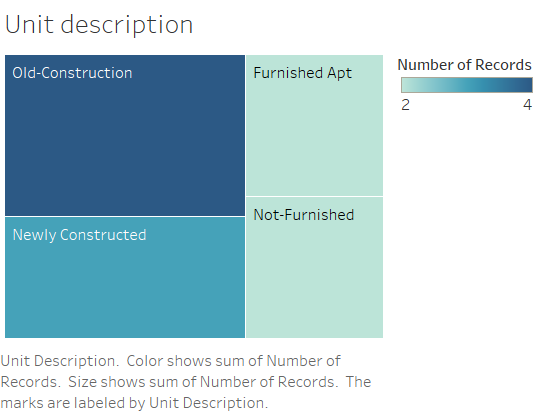 Unit description
Old-Construction
Furnished Apt
Number of Records
2 4
Newly Constructed
Not-Furnished
Unit Description.  Color shows sum of Number of
Records.  Size shows sum of Number of Records.  The
marks are labeled by Unit Description.